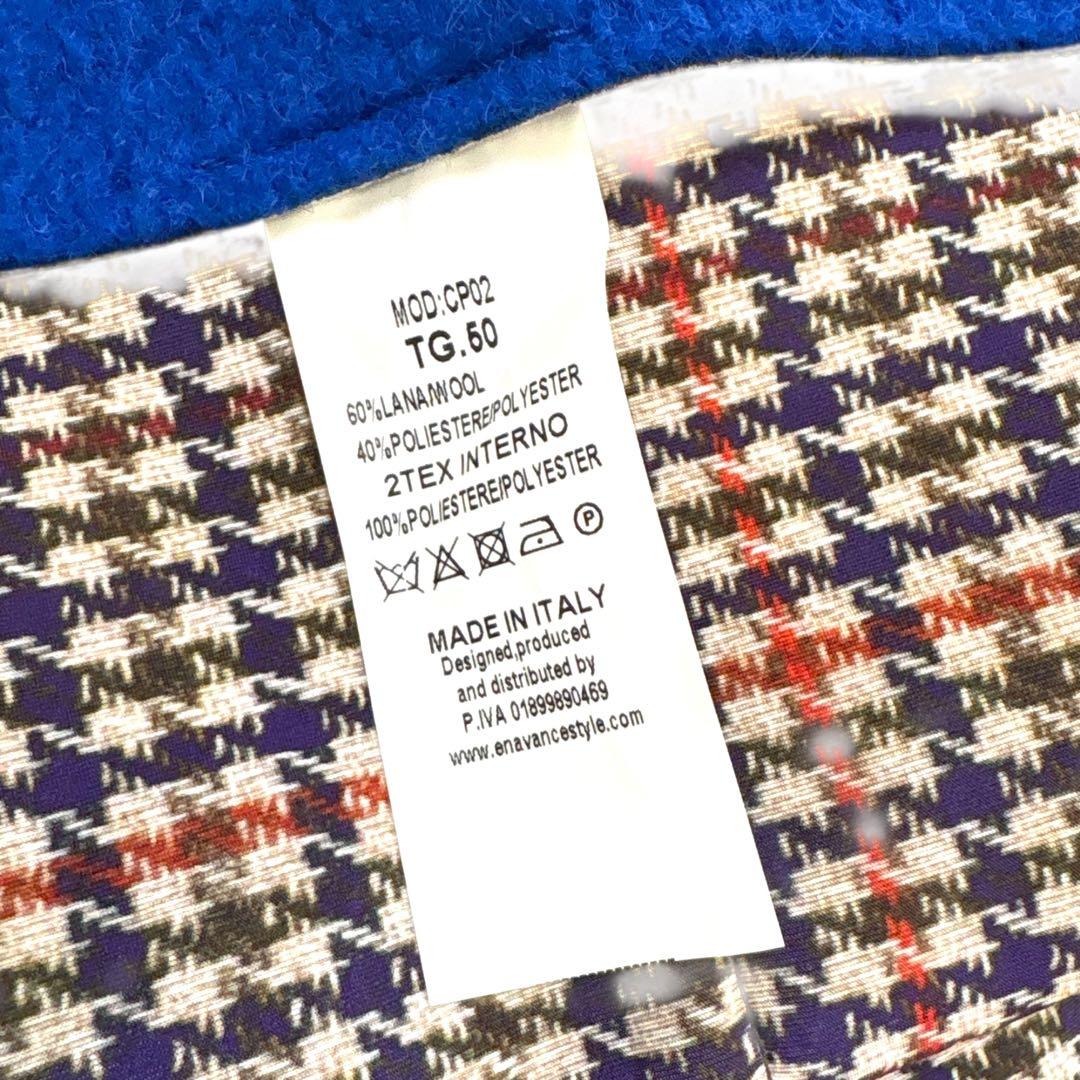 MOD:CP02
TG.50
60%LANA/WOOL
40%POLIESTERE/POLYESTER
2TEX INTERNO
100%POLIESTERE/POLYESTER
P
MADE IN ITALY
Designed,produced
and distributed by
P.IVA 01899890469
www.enavancestyle.com